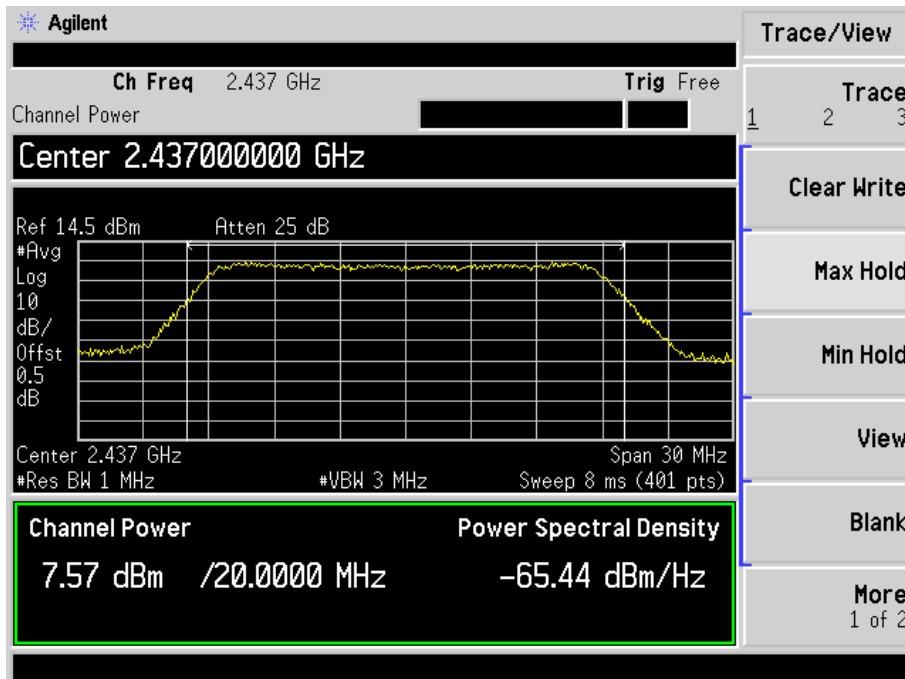 Agilent
Trace/View
Ch Freq 2.437 GHz Trig Free
Channel Power
Trace
1 2 3
Center 2.437000000 GHz
Clear Write
Ref 14.5 dBm Atten 25 dB
#Avg
Log
10
dB/
Offst
0.5
dB
Max Hold
Min Hold
View
Center 2.437 GHz Span 30 MHz
#Res BW 1 MHz #VBW 3 MHz Sweep 8 ms (401 pts)
Channel Power Power Spectral Density
7.57 dBm /20.0000 MHz -65.44 dBm/Hz
Blank
More
1 of 2